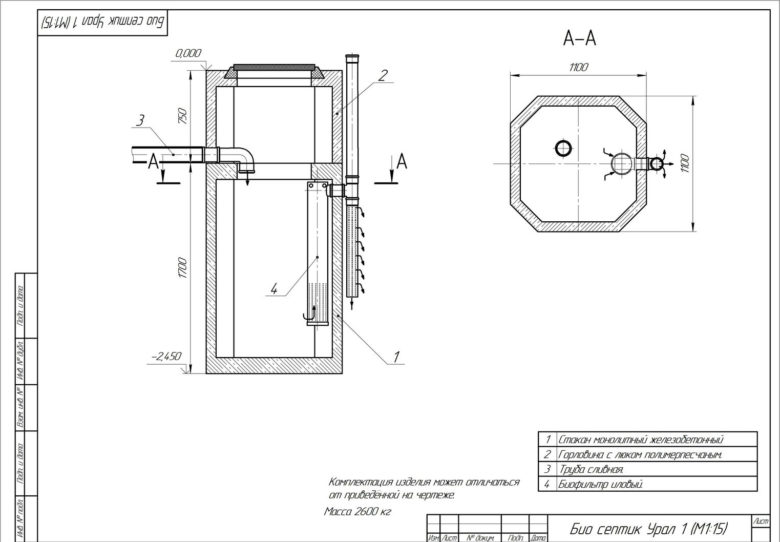 Био септик Урал 1 (М1:15)
0,000
750
1700
-2,450
3
А
А
2
4
1
А-А
1100
1100
1 Стакан монолитный железобетонный
2 Горловина с люком полимерпесчаным.
3 Труба сливная.
4 Биофильтр иловый.
Комплектация изделия может отличаться
от приведённой на чертеже.
Масса 2600 кг
Подп. и дата
Инв. № дубл.
Взам. инв. №
Подп. и дата
Инв. № подл.
Изм. Лист № докум. Подп. Дата
Био септик Урал 1 (М1:15)
Лист